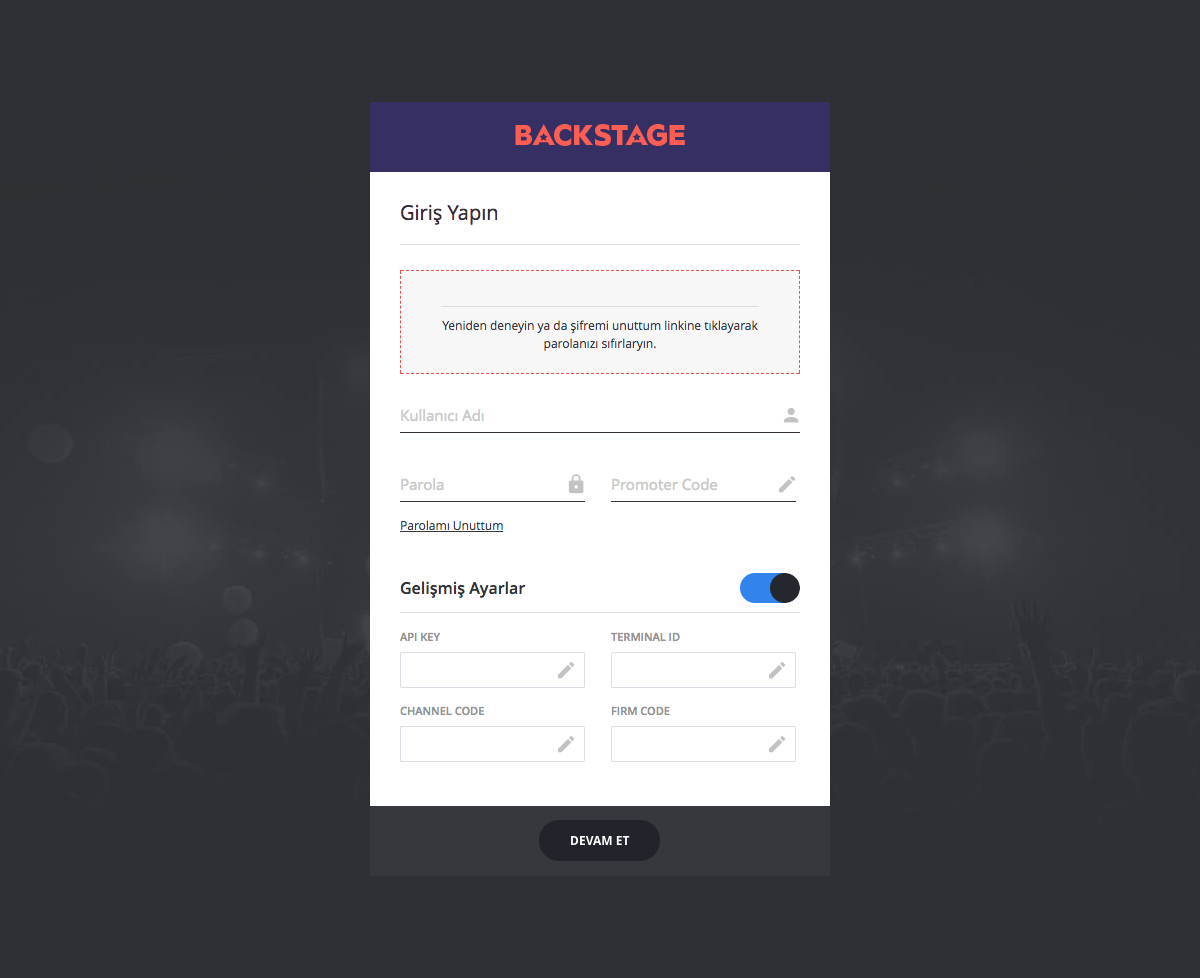 BACKSTAGE
Giriş Yapın
Yeniden deneyin ya da şifremi unuttum linkine tıklayarak
parolanızı sıfırlaryın.
Kullanıcı Adı
Parola
Promoter Code
Parolamı Unuttum
Gelişmiş Ayarlar
API KEY
TERMINAL ID
CHANNEL CODE
FIRM CODE
DEVAM ET